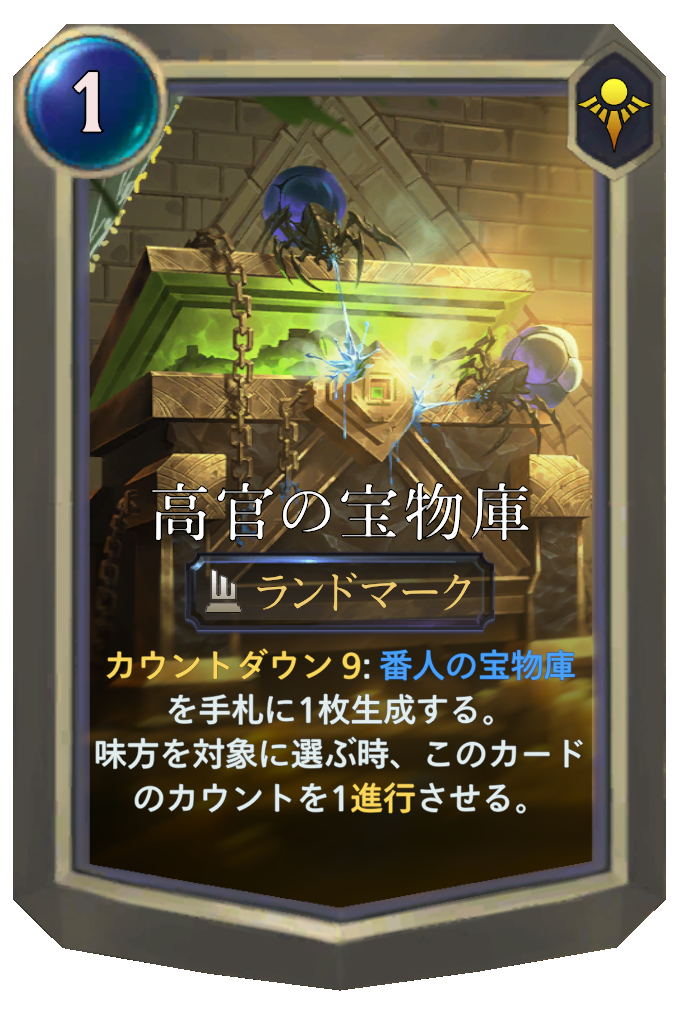 1
高官の宝物庫
ランドマーク
カウントダウン 9: 番人の宝物庫
を手札に1枚生成する。
味方を対象に選ぶ時、このカード
のカウントを1進行させる。